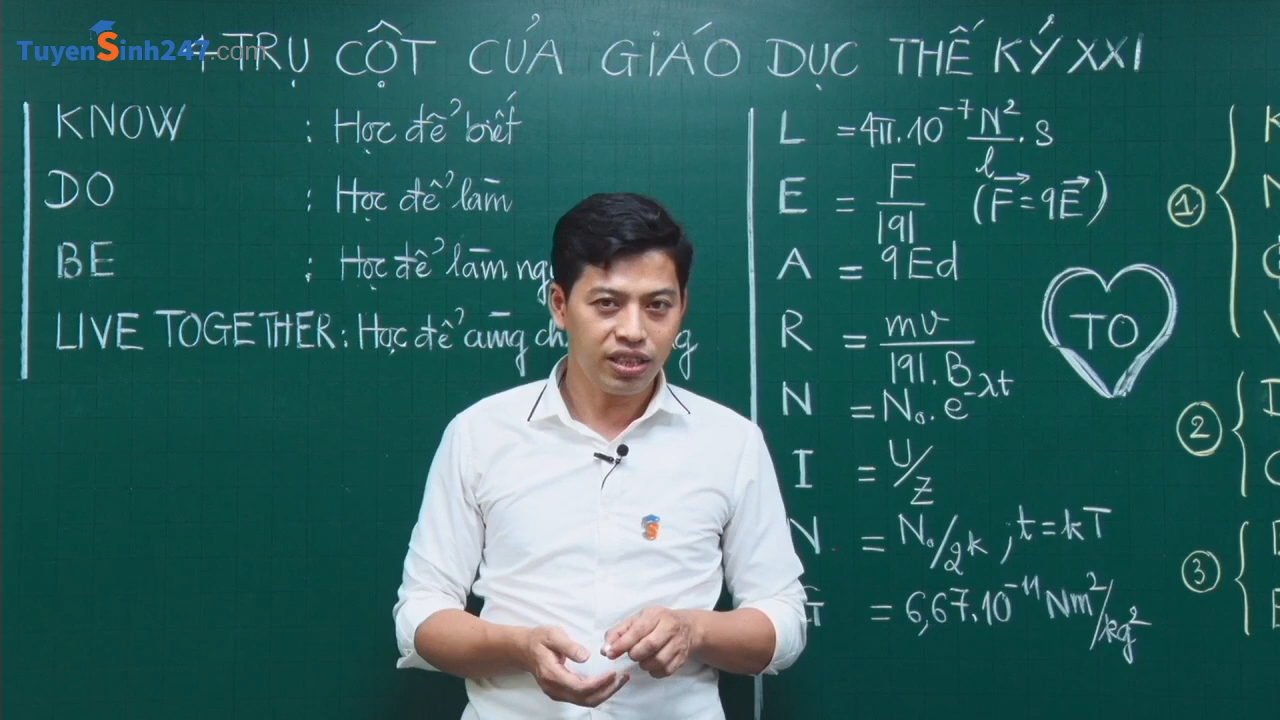 TuyenSinh247.com
TRỤ CỘT CỦA GIÁO DỤC THẾ KỶ XXI
KNOW : Học để biết
DO : Học để làm
BE : Học để làm
LIVE TOGETHER: Học để cùng
L = 4π.10⁻⁷ N²/l . S
E = F/|q| (F⃗ = qE⃗)
A = qEd
R = mv/|q|.B
N = N₀.e^-λt
I = U/Z
N = N₀/2^k ; t = kT
G = 6,67.10⁻¹¹ Nm²/kg²
TO
1
2
3